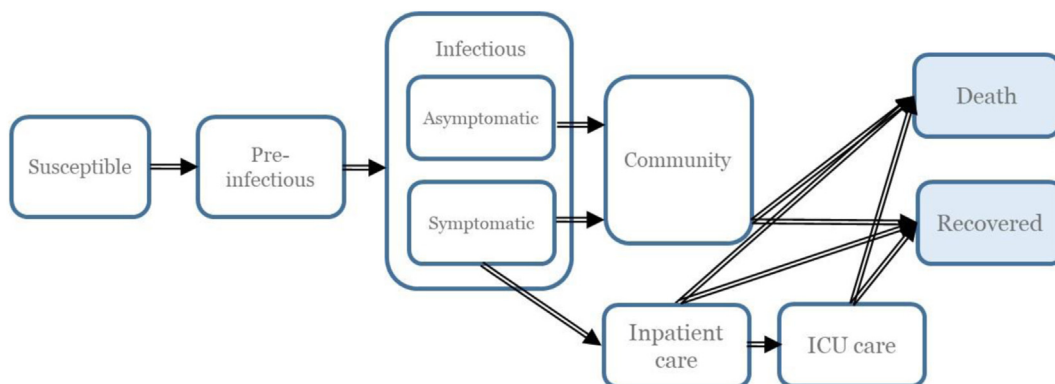 Susceptible
Pre-
infectious
Infectious
Asymptomatic
Symptomatic
Community
Inpatient
care
ICU care
Death
Recovered